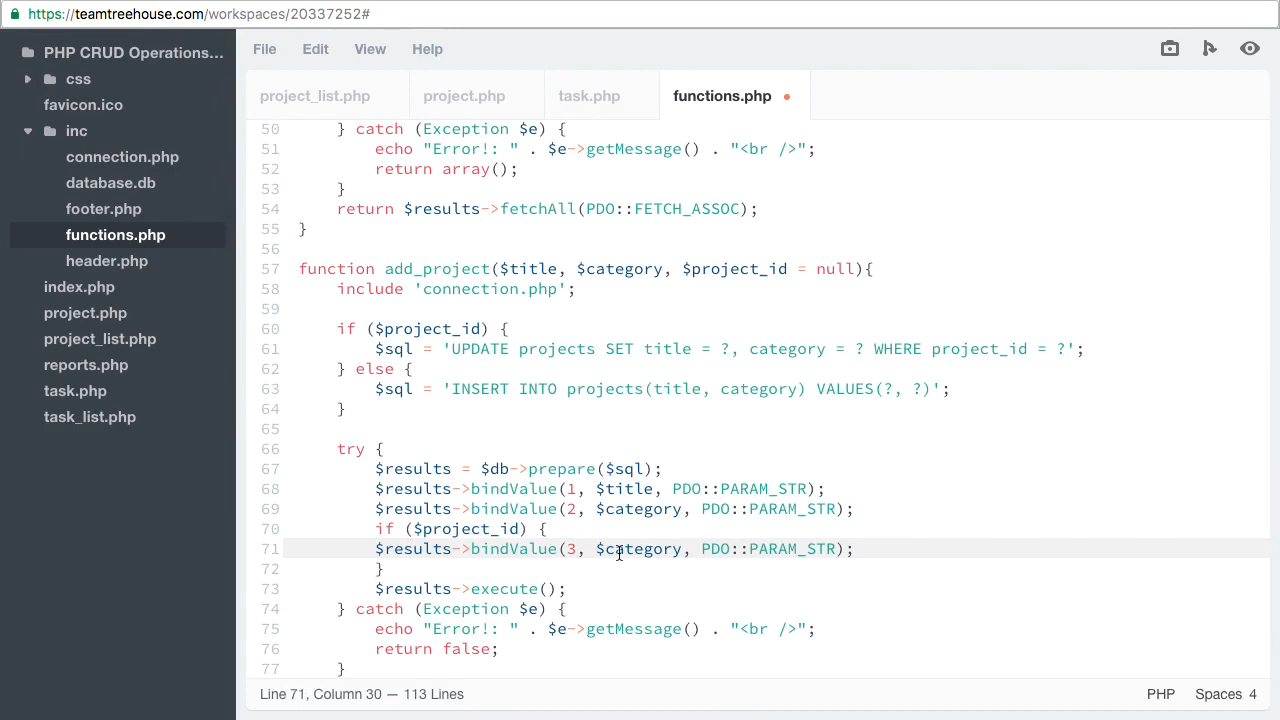 https://teamtreehouse.com/workspaces/20337252#
PHP CRUD Operations...
css
favicon.ico
inc
connection.php
database.db
footer.php
functions.php
header.php
index.php
project.php
project_list.php
reports.php
task.php
task_list.php
File Edit View Help
project_list.php project.php task.php functions.php
50 } catch (Exception $e) {
51 echo "Error!: " . $e->getMessage() . "<br />";
52 return array();
53 }
54 return $results->fetchAll(PDO::FETCH_ASSOC);
55 }
56
57 function add_project($title, $category, $project_id = null){
58 include 'connection.php';
59
60 if ($project_id) {
61 $sql = 'UPDATE projects SET title = ?, category = ? WHERE project_id = ?';
62 } else {
63 $sql = 'INSERT INTO projects(title, category) VALUES(?, ?)';
64 }
65
66 try {
67 $results = $db->prepare($sql);
68 $results->bindValue(1, $title, PDO::PARAM_STR);
69 $results->bindValue(2, $category, PDO::PARAM_STR);
70 if ($project_id) {
71 $results->bindValue(3, $category, PDO::PARAM_STR);
72 }
73 $results->execute();
74 } catch (Exception $e) {
75 echo "Error!: " . $e->getMessage() . "<br />";
76 return false;
77 }
Line 71, Column 30 — 113 Lines
PHP Spaces 4